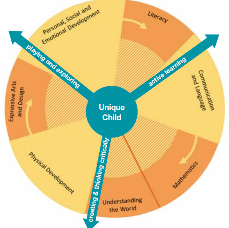 Personal, Social and
Emotional Development
Literacy
playing and exploring
active learning
Communication
and Language
Expressive Arts
and Design
Unique
Child
Physical Development
creating & thinking critically
Mathematics
Understanding
the World